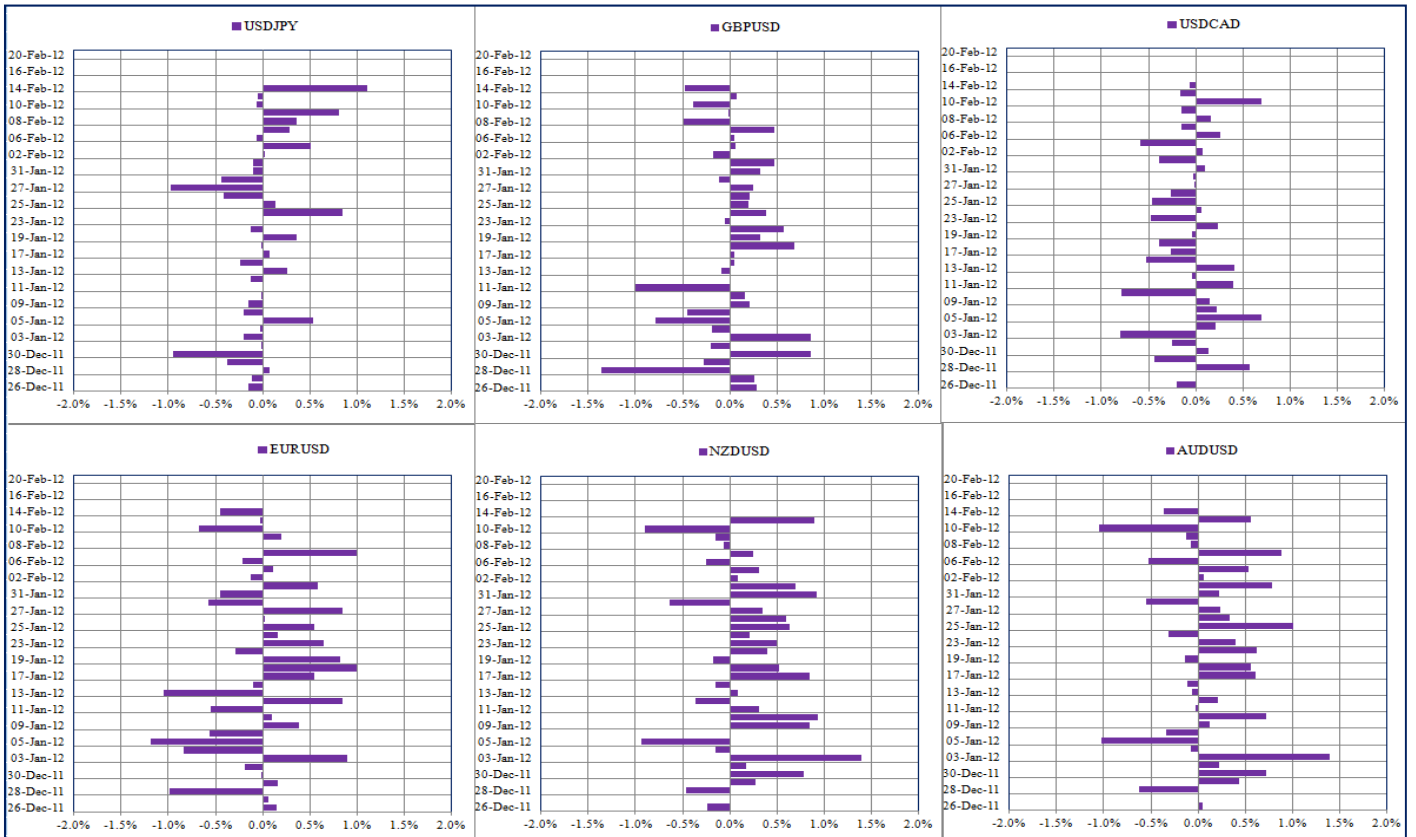 USDJPY
20-Feb-12
16-Feb-12
14-Feb-12
10-Feb-12
08-Feb-12
06-Feb-12
02-Feb-12
31-Jan-12
27-Jan-12
25-Jan-12
23-Jan-12
19-Jan-12
17-Jan-12
13-Jan-12
11-Jan-12
09-Jan-12
05-Jan-12
03-Jan-12
30-Dec-11
28-Dec-11
26-Dec-11
-2.0% -1.5% -1.0% -0.5% 0.0% 0.5% 1.0% 1.5% 2.0%
GBPUSD
20-Feb-12
16-Feb-12
14-Feb-12
10-Feb-12
08-Feb-12
06-Feb-12
02-Feb-12
31-Jan-12
27-Jan-12
25-Jan-12
23-Jan-12
19-Jan-12
17-Jan-12
13-Jan-12
11-Jan-12
09-Jan-12
05-Jan-12
03-Jan-12
30-Dec-11
28-Dec-11
26-Dec-11
-2.0% -1.5% -1.0% -0.5% 0.0% 0.5% 1.0% 1.5% 2.0%
USDCAD
20-Feb-12
16-Feb-12
14-Feb-12
10-Feb-12
08-Feb-12
06-Feb-12
02-Feb-12
31-Jan-12
27-Jan-12
25-Jan-12
23-Jan-12
19-Jan-12
17-Jan-12
13-Jan-12
11-Jan-12
09-Jan-12
05-Jan-12
03-Jan-12
30-Dec-11
28-Dec-11
26-Dec-11
-2.0% -1.5% -1.0% -0.5% 0.0% 0.5% 1.0% 1.5% 2.0%
EURUSD
20-Feb-12
16-Feb-12
14-Feb-12
10-Feb-12
08-Feb-12
06-Feb-12
02-Feb-12
31-Jan-12
27-Jan-12
25-Jan-12
23-Jan-12
19-Jan-12
17-Jan-12
13-Jan-12
11-Jan-12
09-Jan-12
05-Jan-12
03-Jan-12
30-Dec-11
28-Dec-11
26-Dec-11
-2.0% -1.5% -1.0% -0.5% 0.0% 0.5% 1.0% 1.5% 2.0%
NZDUSD
20-Feb-12
16-Feb-12
14-Feb-12
10-Feb-12
08-Feb-12
06-Feb-12
02-Feb-12
31-Jan-12
27-Jan-12
25-Jan-12
23-Jan-12
19-Jan-12
17-Jan-12
13-Jan-12
11-Jan-12
09-Jan-12
05-Jan-12
03-Jan-12
30-Dec-11
28-Dec-11
26-Dec-11
-2.0% -1.5% -1.0% -0.5% 0.0% 0.5% 1.0% 1.5% 2.0%
AUDUSD
20-Feb-12
16-Feb-12
14-Feb-12
10-Feb-12
08-Feb-12
06-Feb-12
02-Feb-12
31-Jan-12
27-Jan-12
25-Jan-12
23-Jan-12
19-Jan-12
17-Jan-12
13-Jan-12
11-Jan-12
09-Jan-12
05-Jan-12
03-Jan-12
30-Dec-11
28-Dec-11
26-Dec-11
-2.0% -1.5% -1.0% -0.5% 0.0% 0.5% 1.0% 1.5% 2.0%